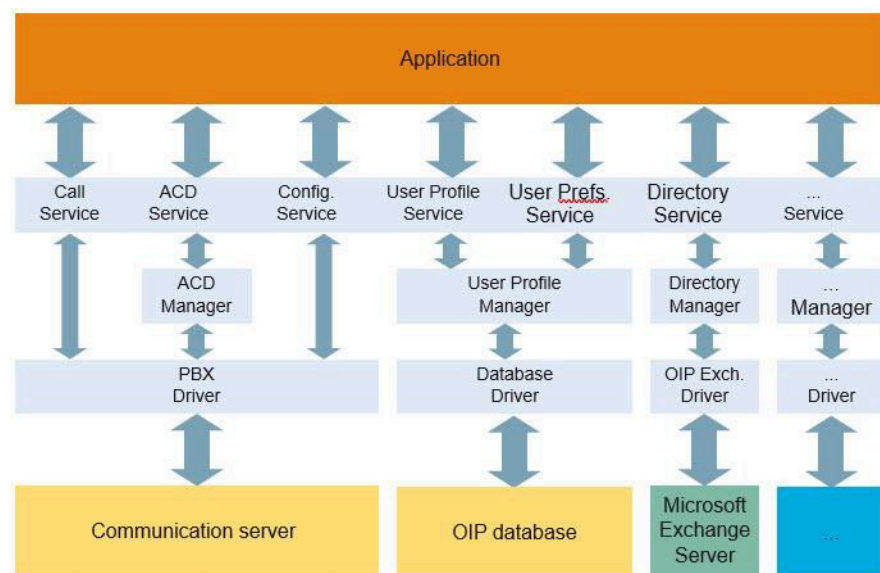 Application
Call
Service
ACD
Service
Config.
Service
User Profile
Service
User Prefs.
Service
Directory
Service
...
Service
ACD
Manager
User Profile
Manager
Directory
Manager
...
Manager
PBX
Driver
Database
Driver
OIP Exch.
Driver
...
Driver
Communication server
OIP database
Microsoft
Exchange
Server
...